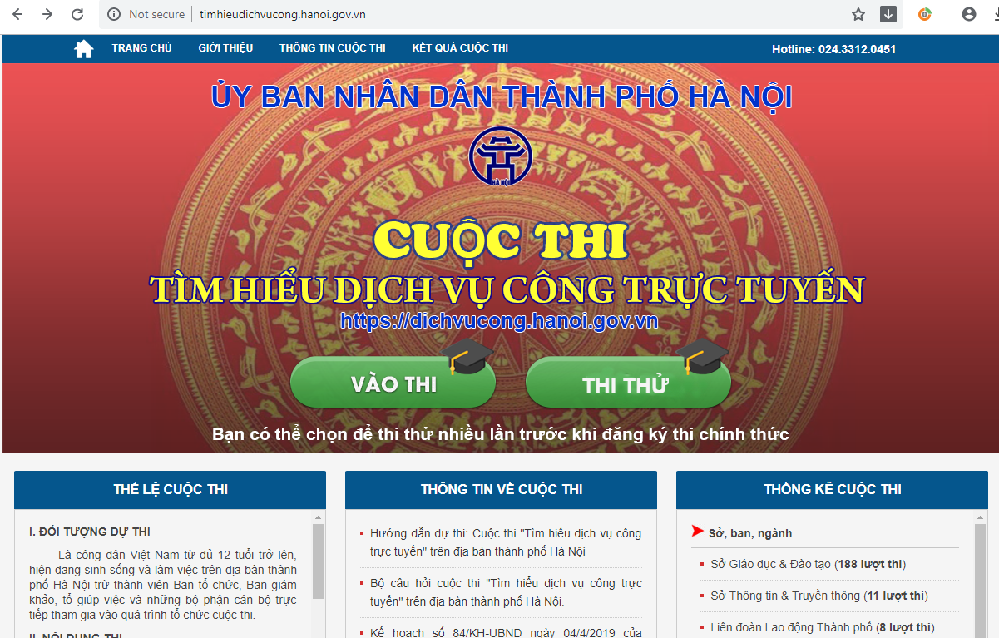 Not secure
timhieudichvucong.hanoi.gov.vn
TRANG CHỦ GIỚI THIỆU THÔNG TIN CUỘC THI KẾT QUẢ CUỘC THI Hotline: 024.3312.0451
ỦY BAN NHÂN DÂN THÀNH PHỐ HÀ NỘI
HÀ NỘI
CUỘC THI
TÌM HIỂU DỊCH VỤ CÔNG TRỰC TUYẾN
https://dichvucong.hanoi.gov.vn
VÀO THI
THI THỬ
Bạn có thể chọn để thi thử nhiều lần trước khi đăng ký thi chính thức
THỂ LỆ CUỘC THI
I. ĐỐI TƯỢNG DỰ THI
Là công dân Việt Nam từ đủ 12 tuổi trở lên,
hiện đang sinh sống và làm việc trên địa bàn thành
phố Hà Nội trừ thành viên Ban tổ chức, Ban giám
khảo, tổ giúp việc và những bộ phận cán bộ trực
tiếp tham gia vào quá trình tổ chức cuộc thi.
II. NỘI DUNG THI
THÔNG TIN VỀ CUỘC THI
Hướng dẫn dự thi: Cuộc thi "Tìm hiểu dịch vụ công
trực tuyến" trên địa bàn thành phố Hà Nội
Bộ câu hỏi cuộc thi "Tìm hiểu dịch vụ công trực
tuyến" trên địa bàn thành phố Hà Nội.
Kế hoạch số 84/KH-UBND ngày 04/4/2019 của
THỐNG KÊ CUỘC THI
Sở, ban, ngành
Sở Giáo dục & Đào tạo (188 lượt thi)
Sở Thông tin & Truyền thông (11 lượt thi)
Liên đoàn Lao động Thành phố (8 lượt thi)